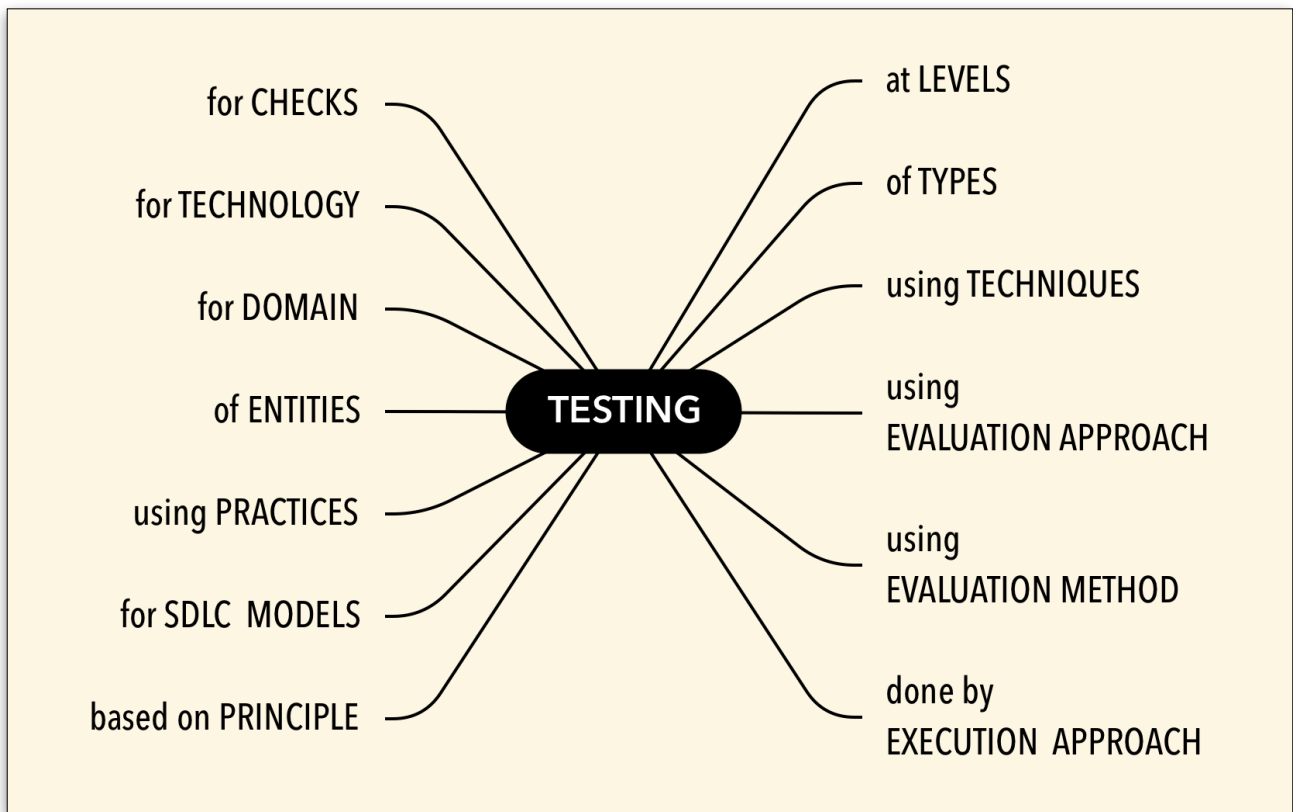 for CHECKS
for TECHNOLOGY
for DOMAIN
of ENTITIES
using PRACTICES
for SDLC MODELS
based on PRINCIPLE
TESTING
at LEVELS
of TYPES
using TECHNIQUES
using
EVALUATION APPROACH
using
EVALUATION METHOD
done by
EXECUTION APPROACH